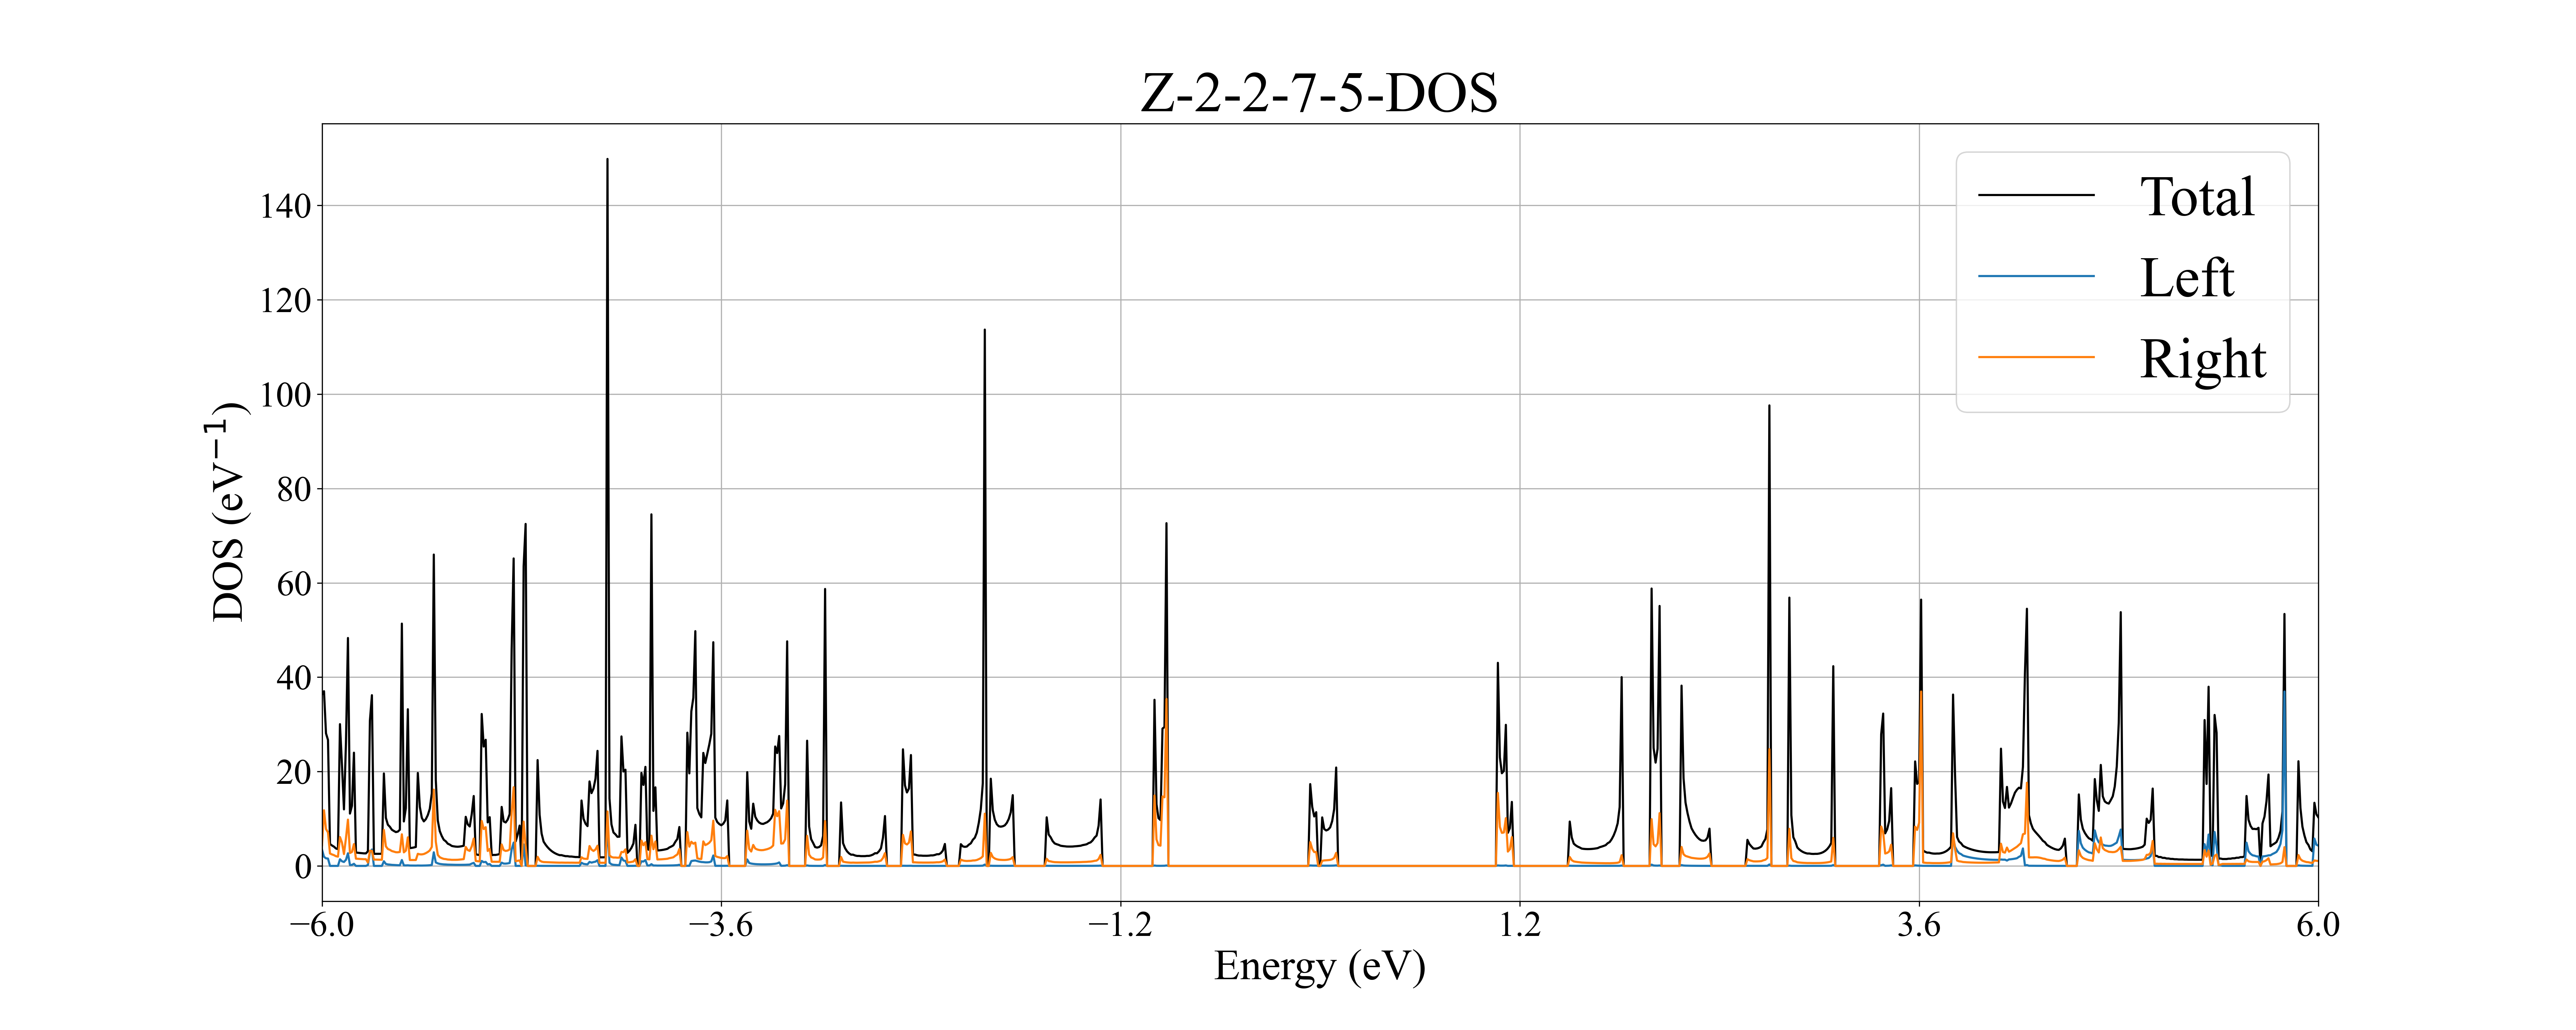 Z-2-2-7-5-DOS
DOS (eV⁻¹)
140
120
100
80
60
40
20
0
−6.0 −3.6 −1.2 1.2 3.6 6.0
Energy (eV)
Total
Left
Right